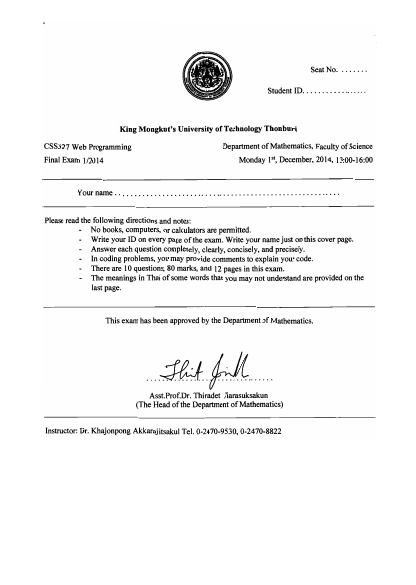 Seat No. .......
Student ID.................
King Mongkut's University of Technology Thonburi
CSS327 Web Programming
Department of Mathematics, Faculty of Science
Final Exam 1/2014
Monday 1st, December, 2014, 13:00-16:00
Your name.......................................................
Please read the following directions and notes:
- No books, computers, or calculators are permitted.
- Write your ID on every page of the exam. Write your name just on this cover page.
- Answer each question completely, clearly, concisely, and precisely.
- In coding problems, you may provide comments to explain your code.
- There are 10 questions, 80 marks, and 12 pages in this exam.
- The meanings in Thai of some words that you may not understand are provided on the
last page.
This exam has been approved by the Department of Mathematics.
Asst.Prof.Dr. Thiradet Jiarasuksakun
(The Head of the Department of Mathematics)
Instructor: Dr. Khajonpong Akkarajitsakul Tel. 0-2470-9530, 0-2470-8822